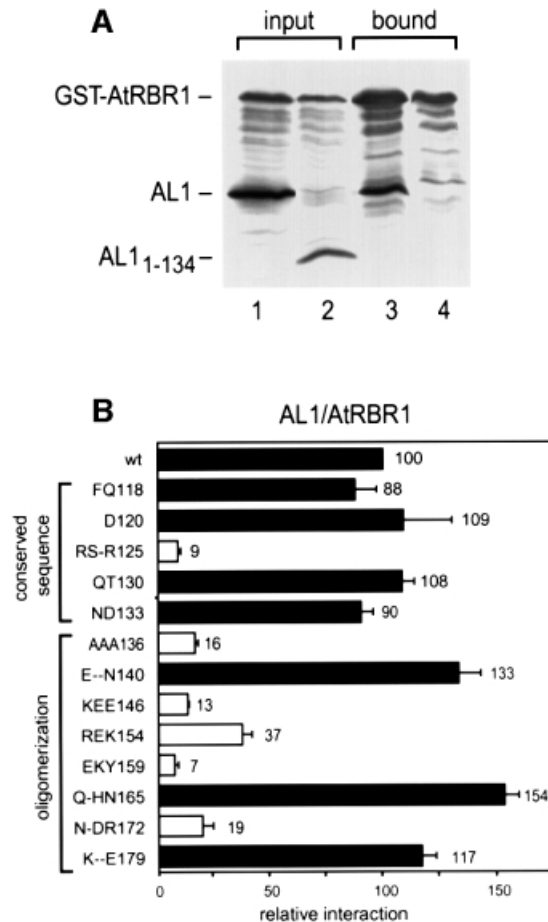 A
input bound
GST-AtRBR1 –
AL1 –
AL1 1-134 –
1 2 3 4
B
AL1/AtRBR1
conserved sequence
oligomerization
wt 100
FQ118 88
D120 109
RS-R125 9
QT130 108
ND133 90
AAA136 16
E--N140 133
KEE146 13
REK154 37
EKY159 7
Q-HN165 154
N-DR172 19
K--E179 117
0 50 100 150
relative interaction